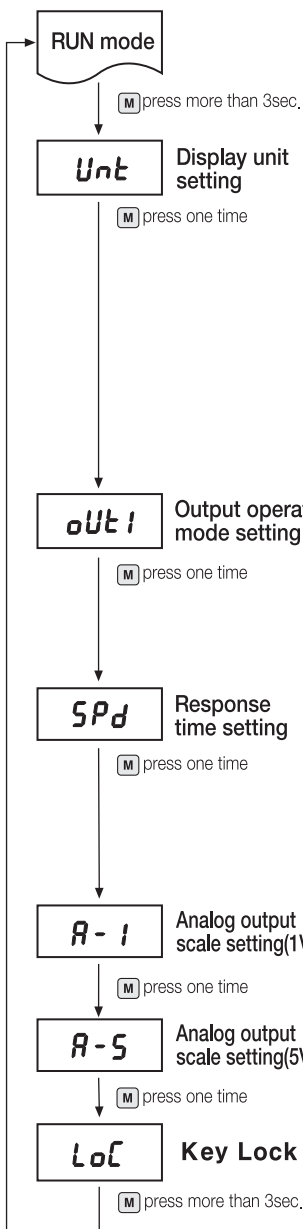 RUN mode
M press more than 3sec.
Unt
Display unit
setting
M press one time
oUt1
Output operat
mode setting
M press one time
SPd
Response
time setting
M press one time
A-1
Analog output
scale setting(1V
M press one time
A-5
Analog output
scale setting(5V
M press one time
LoC
Key Lock
M press more than 3sec.